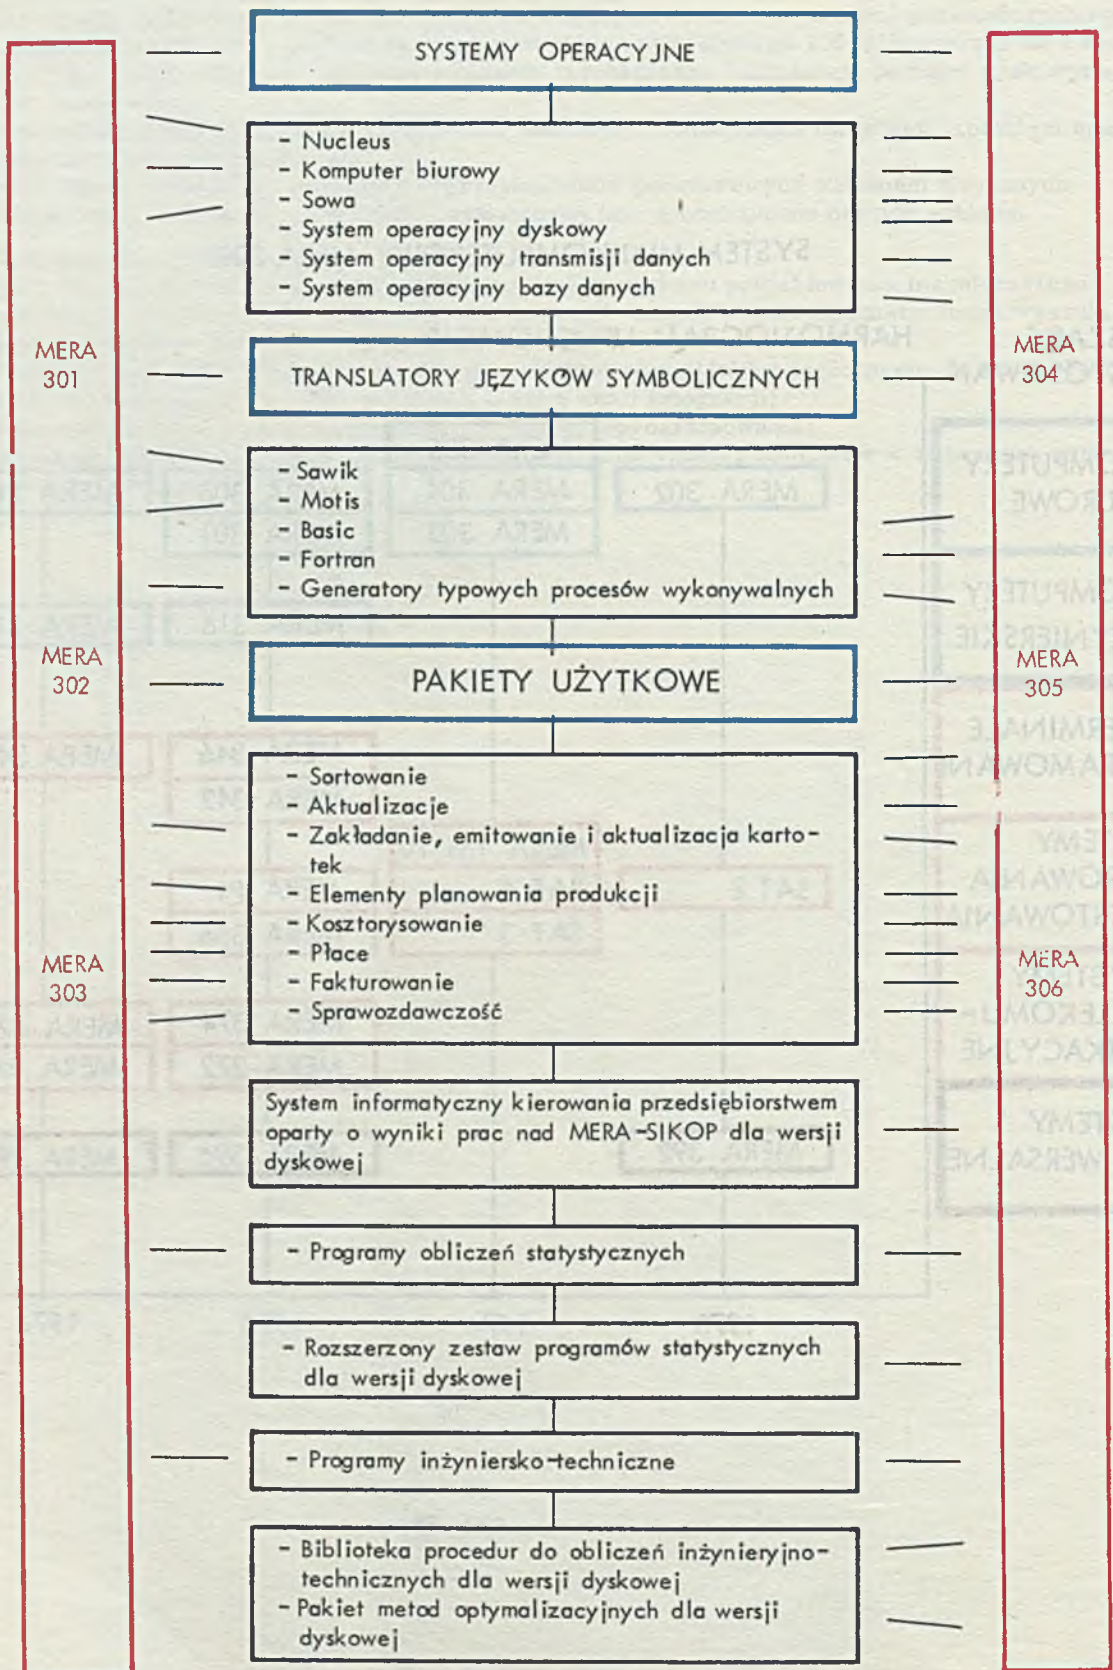 SYSTEMY OPERACYJNE
- Nucleus
- Komputer biurowy
- Sowa
- System operacyjny dyskowy
- System operacyjny transmisji danych
- System operacyjny bazy danych
MERA
301
MERA
304
TRANSLATORY JĘZYKÓW SYMBOLICZNYCH
- Sawik
- Motis
- Basic
- Fortran
- Generatory typowych procesów wykonywalnych
MERA
302
MERA
305
PAKIETY UŻYTKOWE
- Sortowanie
- Aktualizacje
- Zakładanie, emitowanie i aktualizacja karto-
tek
- Elementy planowania produkcji
- Kosztorysowanie
- Płace
- Fakturowanie
- Sprawozdawczość
MERA
303
MERA
306
System informatyczny kierowania przedsiębiorstwem
oparty o wyniki prac nad MERA-SIKOP dla wersji
dyskowej
- Programy obliczeń statystycznych
- Rozszerzony zestaw programów statystycznych
dla wersji dyskowej
- Programy inżyniersko-techniczne
- Biblioteka procedur do obliczeń inżynieryjno-
technicznych dla wersji dyskowej
- Pakiet metod optymalizacyjnych dla wersji
dyskowej